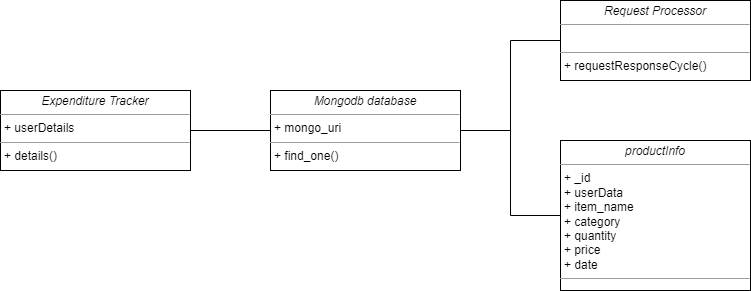 Request Processor
+ requestResponseCycle()
Expenditure Tracker
+ userDetails
+ details()
Mongodb database
+ mongo_uri
+ find_one()
productInfo
+ _id
+ userData
+ item_name
+ category
+ quantity
+ price
+ date